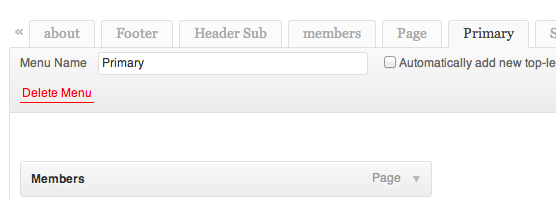 « about Footer Header Sub members Page Primary S
Menu Name Primary Automatically add new top-le
Delete Menu
Members Page